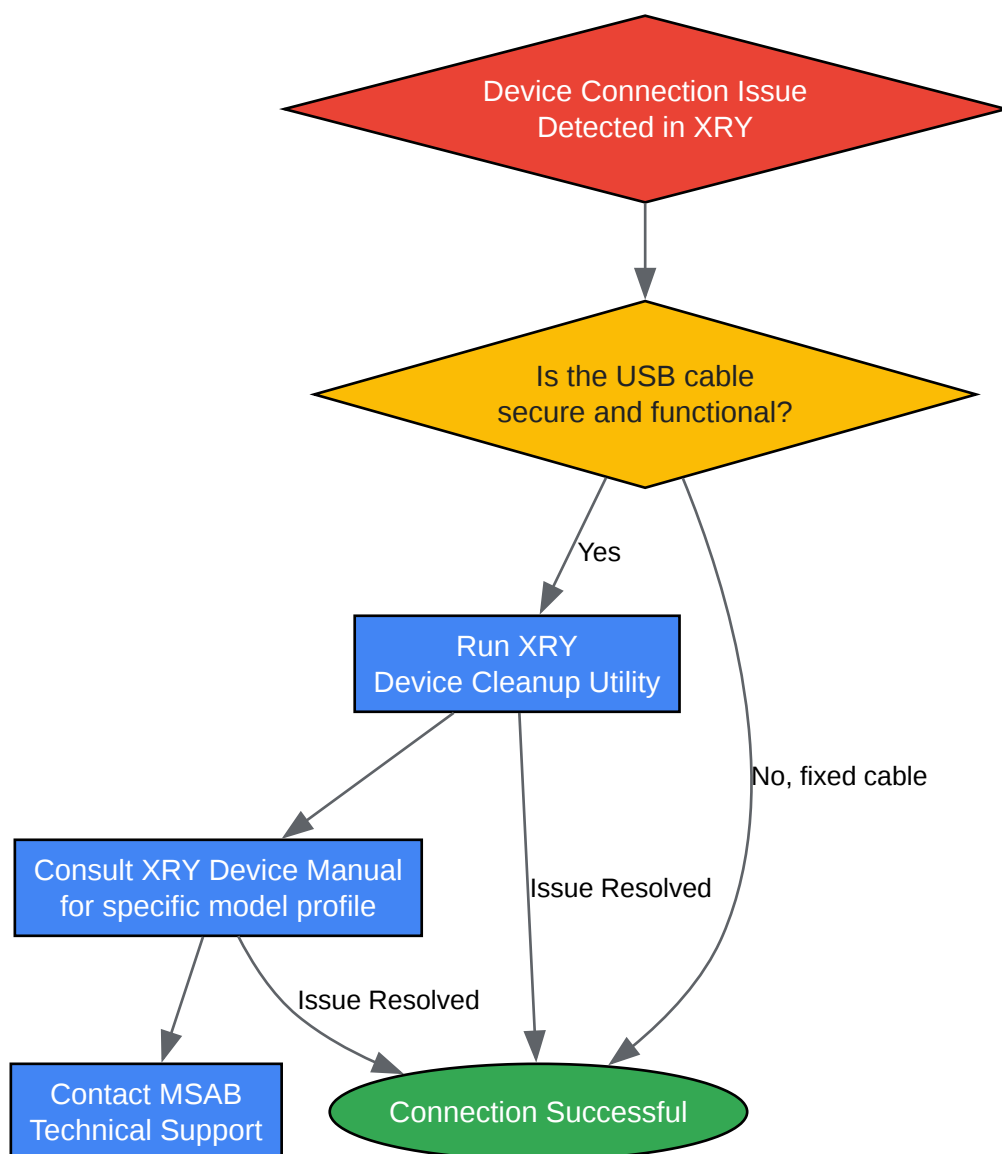 Device Connection Issue
Detected in XRY
Is the USB cable
secure and functional?
Yes
Run XRY
Device Cleanup Utility
No, fixed cable
Consult XRY Device Manual
for specific model profile
Issue Resolved
Issue Resolved
Contact MSAB
Technical Support
Connection Successful